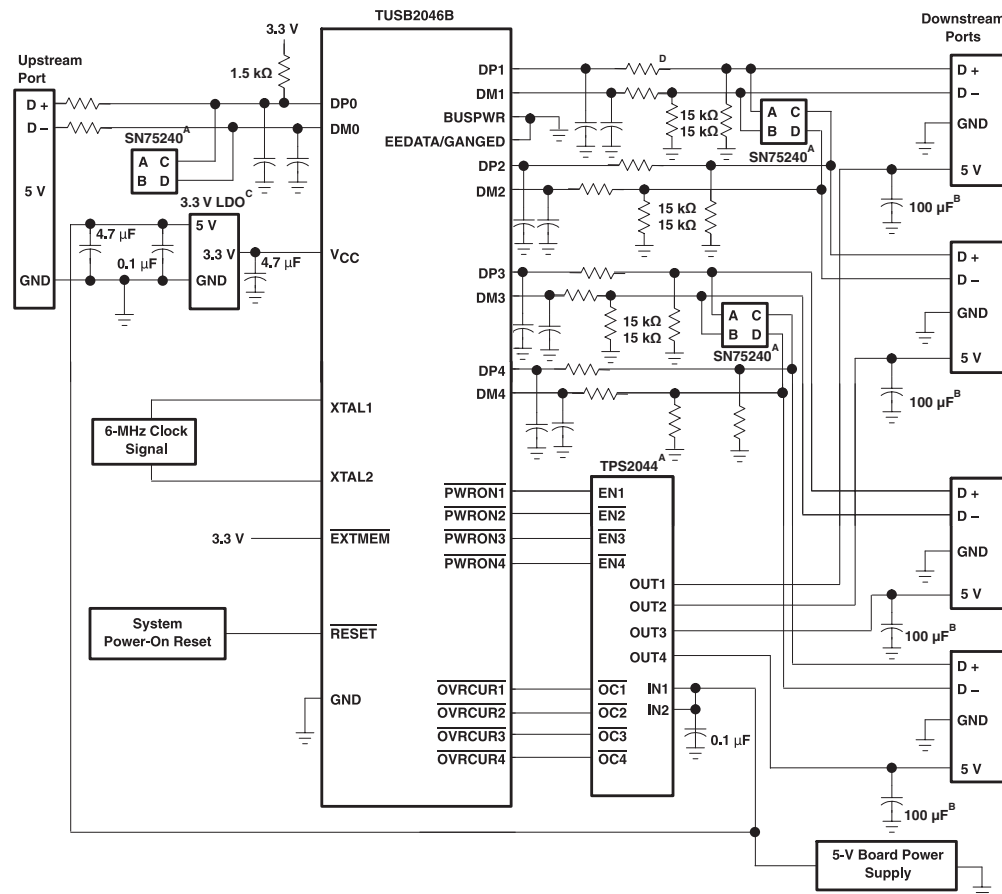 TUSB2046B
Downstream
Ports
3.3 V
Upstream
Port
1.5 kΩ
D +
D −
DP0
DM0
SN75240 A
A C
B D
5 V
3.3 V LDO C
5 V
3.3 V
GND
4.7 µF
0.1 µF
4.7 µF
VCC
GND
DP1
DM1
BUSPWR
EEDATA/GANGED
DP2
DM2
D
15 kΩ
15 kΩ
A C
B D
SN75240 A
D +
D −
GND
5 V
100 µF B
15 kΩ
15 kΩ
D +
D −
GND
5 V
100 µF B
DP3
DM3
15 kΩ
15 kΩ
A C
B D
SN75240 A
DP4
DM4
XTAL1
6-MHz Clock
Signal
XTAL2
3.3 V
EXTMEM
System
Power-On Reset
RESET
GND
TPS2044 A
PWRON1
PWRON2
PWRON3
PWRON4
EN1
EN2
EN3
EN4
OUT1
OUT2
OUT3
OUT4
OVRCUR1
OVRCUR2
OVRCUR3
OVRCUR4
OC1
OC2
OC3
OC4
IN1
IN2
0.1 µF
D +
D −
GND
5 V
100 µF B
D +
D −
GND
5 V
100 µF B
5-V Board Power
Supply